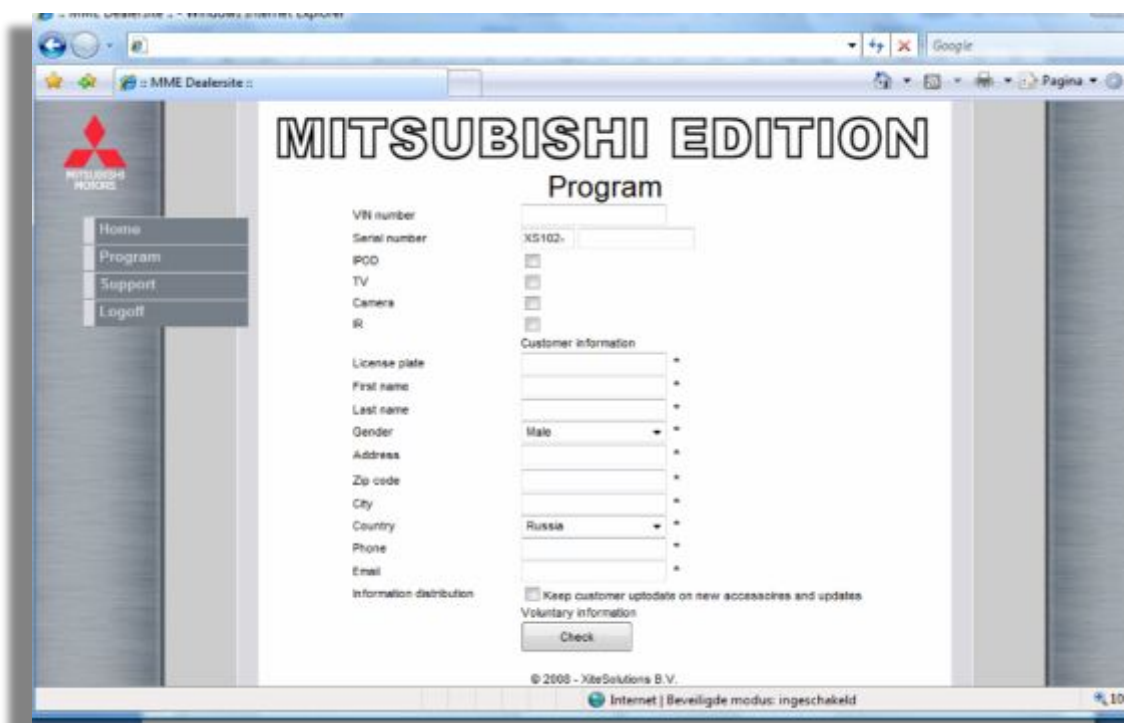 :: MME Dealersite :: - Windows Internet Explorer
Google
:: MME Dealersite ::
Pagina
MITSUBISHI MOTORS
Home
Program
Support
Logoff
MITSUBISHI EDITION
Program
VIN number
Serial number XS102-
IPOD
TV
Camera
IR
Customer information
License plate *
First name *
Last name *
Gender Male *
Address *
Zip code *
City *
Country Russia *
Phone *
Email *
Information distribution Keep customer uptodate on new accessoires and updates
Voluntary information
Check
© 2008 - XiteSolutions B.V.
Internet | Beveiligde modus: ingeschakeld
10